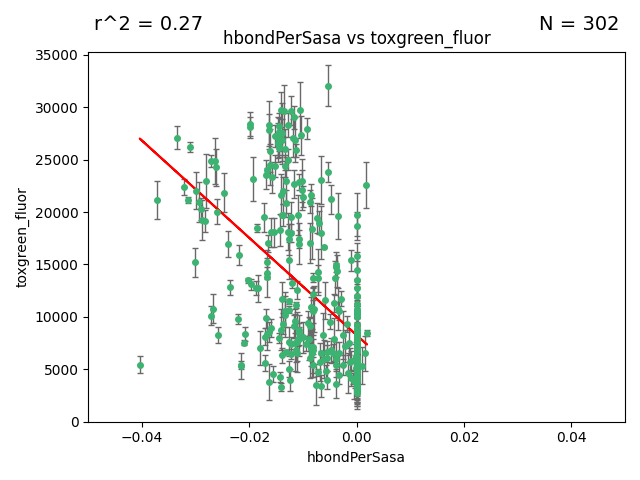 r^2 = 0.27
N = 302
hbondPerSasa vs toxgreen_fluor
35000
30000
25000
20000
15000
10000
5000
0
toxgreen_fluor
−0.04
−0.02
0.00
0.02
0.04
hbondPerSasa